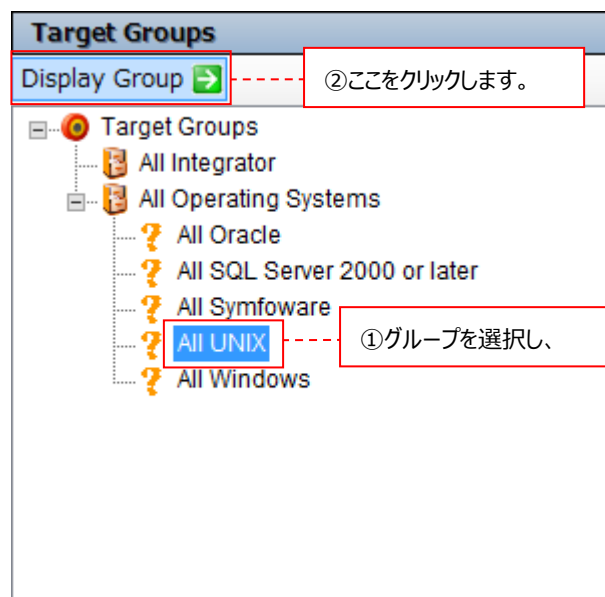 Target Groups
Display Group
②ここをクリックします。
Target Groups
All Integrator
All Operating Systems
All Oracle
All SQL Server 2000 or later
All Symfoware
All UNIX
①グループを選択し、
All Windows